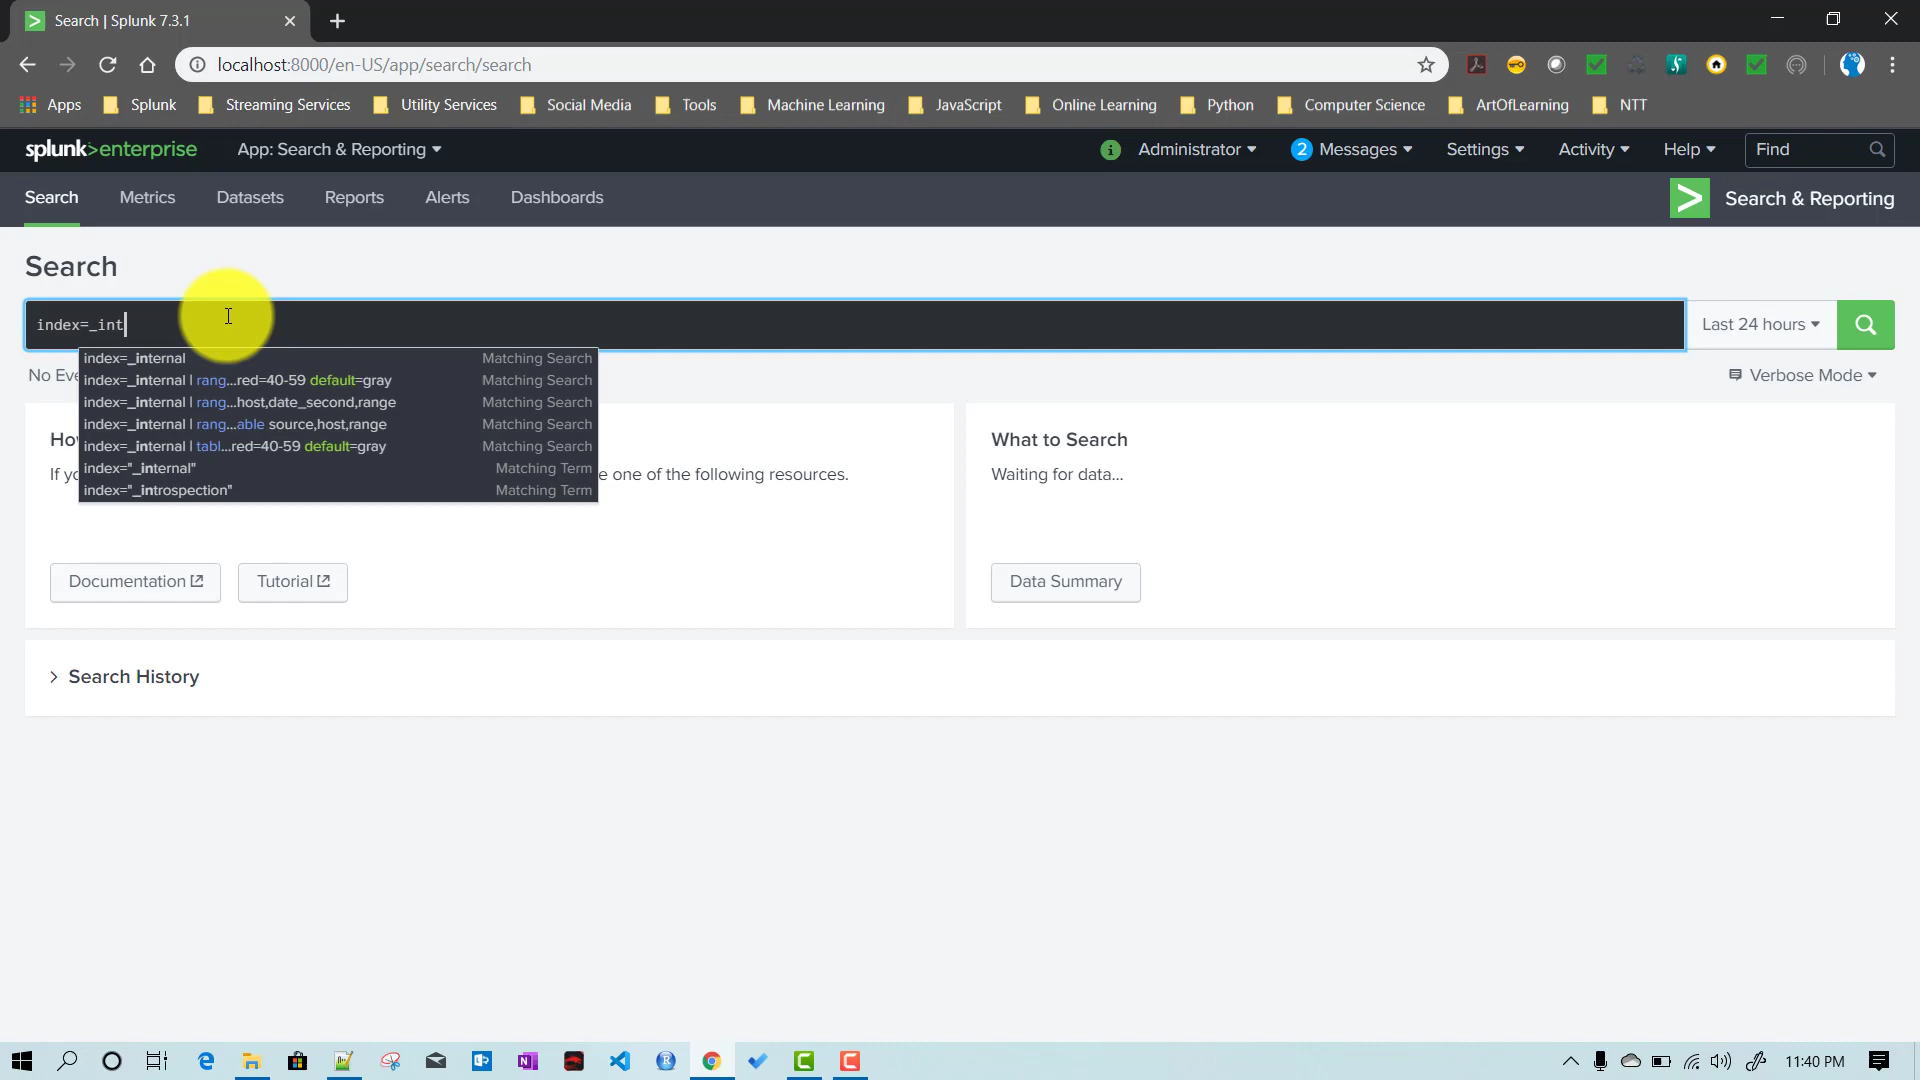 Search | Splunk 7.3.1
localhost:8000/en-US/app/search/search
Apps Splunk Streaming Services Utility Services Social Media Tools Machine Learning JavaScript Online Learning Python Computer Science ArtOfLearning NTT
splunk>enterprise App: Search & Reporting i Administrator 2 Messages Settings Activity Help Find
Search Metrics Datasets Reports Alerts Dashboards Search & Reporting
Search
index=_int Last 24 hours
index=_internal Matching Search
index=_internal | rang...red=40-59 default=gray Matching Search
index=_internal | rang...host,date_second,range Matching Search
index=_internal | rang...able source,host,range Matching Search
index=_internal | tabl...red=40-59 default=gray Matching Search
index="_internal" Matching Term
index="_introspection" Matching Term
No Eve Verbose Mode
How
If yo e one of the following resources.
Documentation Tutorial
What to Search
Waiting for data...
Data Summary
Search History
11:40 PM